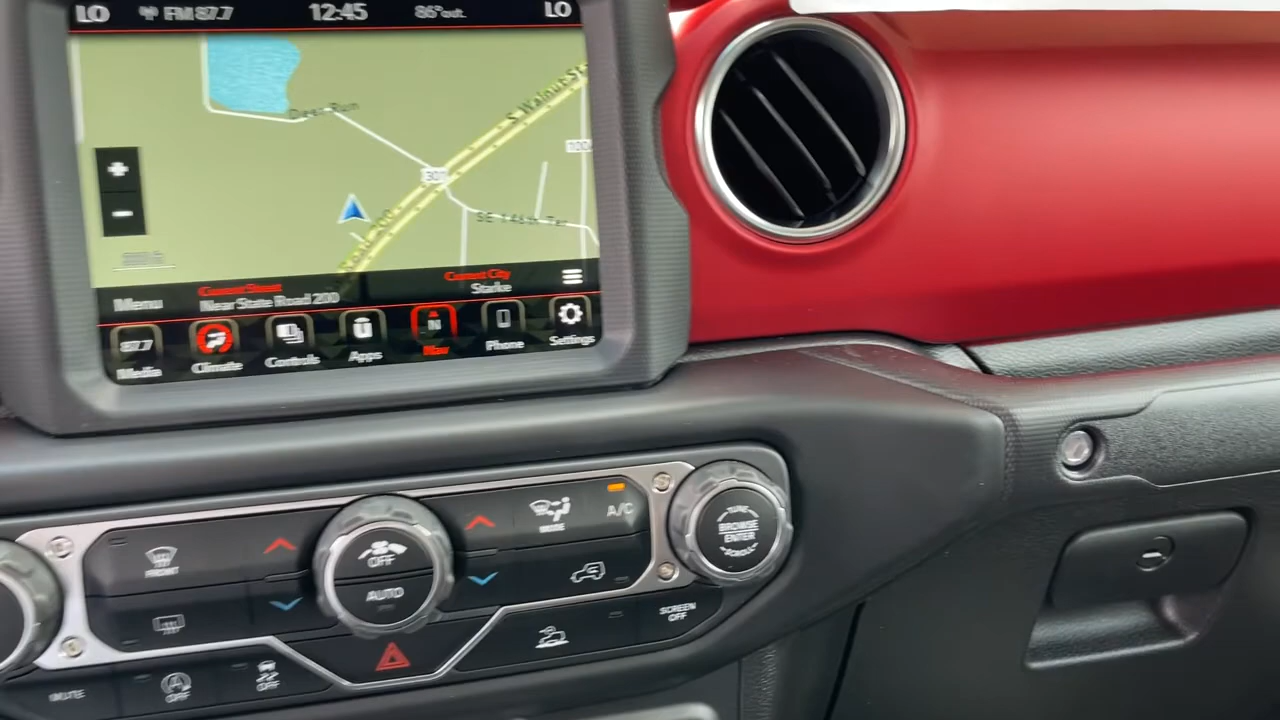 LO FM 87.7 12:45 86°out. LO
Deer Run
S Walnut St
100
301
SE 148th Ter
Current Street
Current City
Menu
Near State Road 200
Starke
87.7
Media
Climate
Controls
Apps
N
Nav
Phone
Settings
FRONT
OFF
AUTO
MODE
A/C
TUNE
BROWSE
ENTER
SCROLL
SCREEN
OFF
MUTE
OFF
OFF